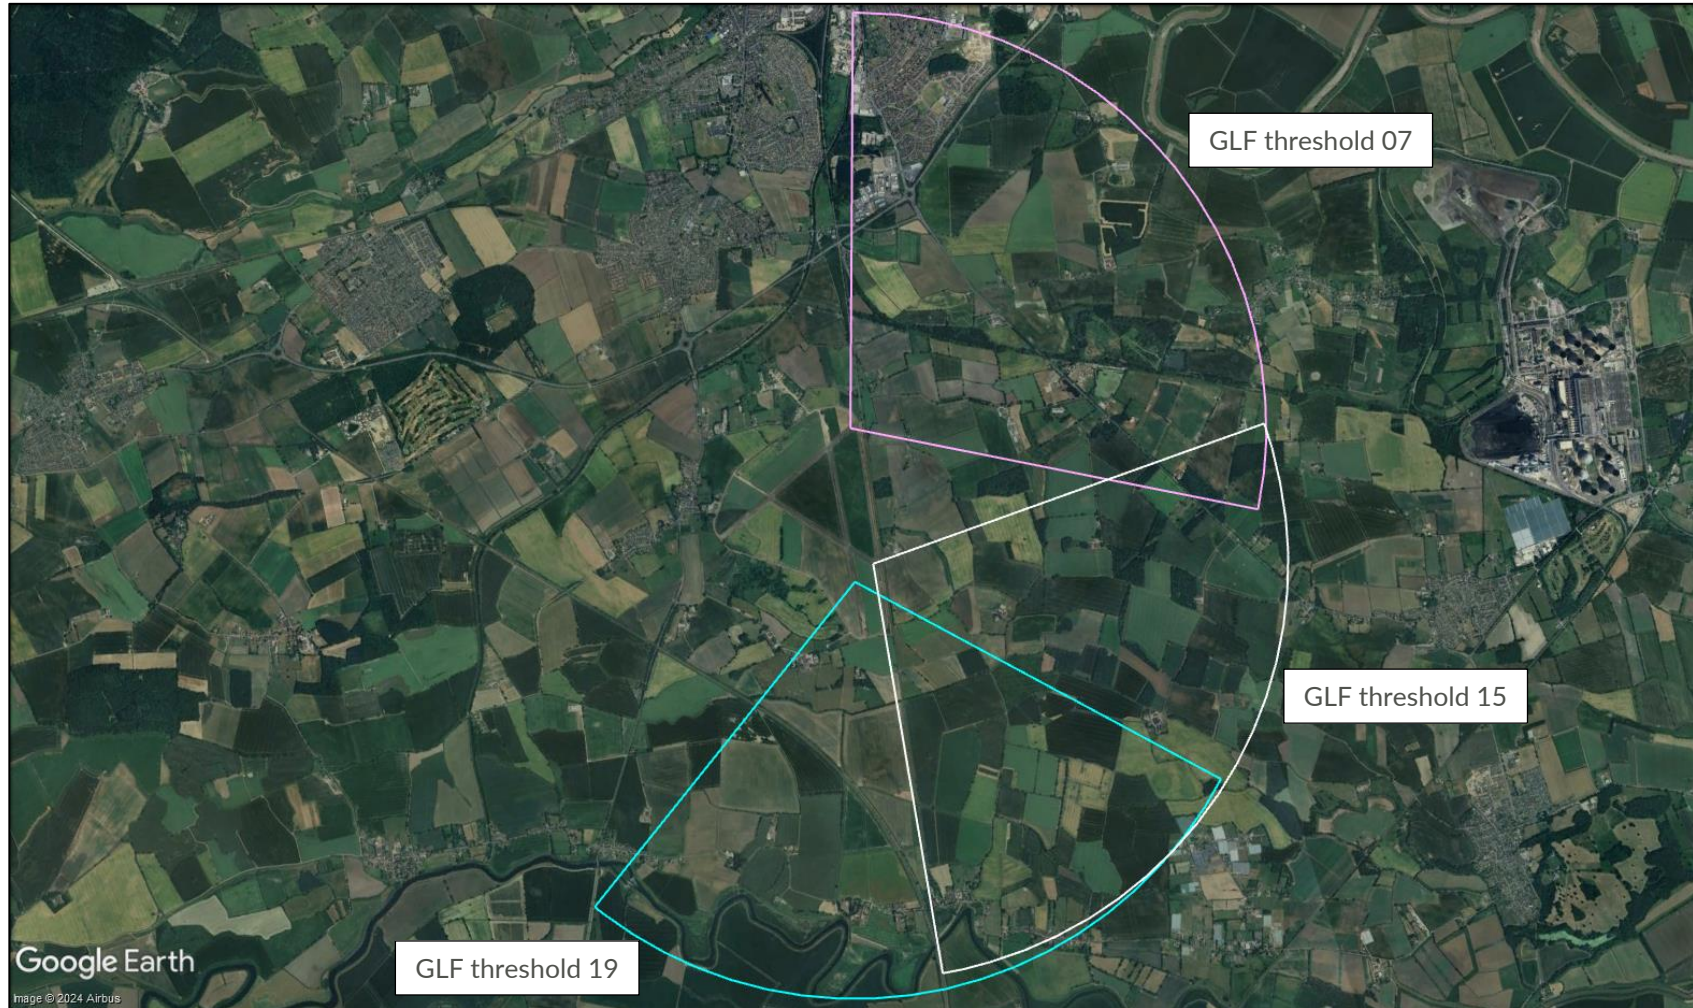 GLF threshold 07
GLF threshold 15
GLF threshold 19
Google Earth
Image © 2024 Airbus